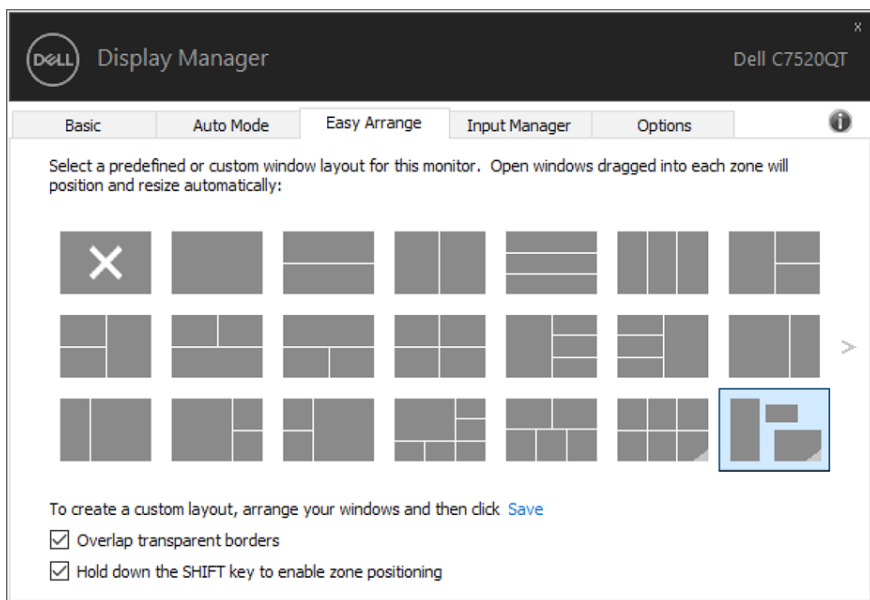 x
DELL
Display Manager
Dell C7520QT
Basic
Auto Mode
Easy Arrange
Input Manager
Options
i
Select a predefined or custom window layout for this monitor.  Open windows dragged into each zone will
position and resize automatically:
>
To create a custom layout, arrange your windows and then click Save
Overlap transparent borders
Hold down the SHIFT key to enable zone positioning